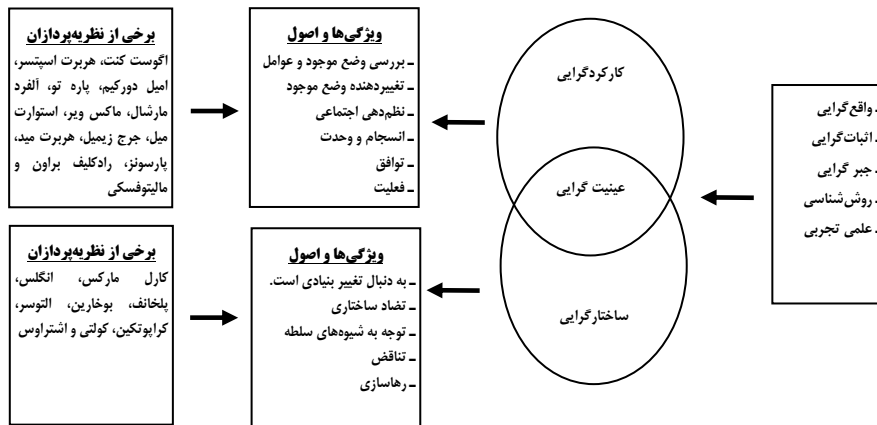 ـ واقع‌گرایی
ـ اثبات‌گرایی
ـ جبر گرایی
ـ روش‌شناسی
ـ علمی تجربی
کارکردگرایی
عینیت گرایی
ساختارگرایی
ویژگی‌ها و اصول
ـ بررسی وضع موجود و عوامل
ـ تغییردهنده وضع موجود
ـ نظم‌دهی اجتماعی
ـ انسجام و وحدت
ـ توافق
ـ فعلیت
برخی از نظریه‌پردازان
اگوست کنت، هربرت اسپتسر،
امیل دورکیم، پاره تو، آلفرد
مارشال، ماکس وبر، استوارت
میل، جرج زیمیل، هربرت مید،
پارسونز، رادکلیف براون و
مالیتوفسکی
ویژگی‌ها و اصول
ـ به دنبال تغییر بنیادی است.
ـ تضاد ساختاری
ـ توجه به شیوه‌های سلطه
ـ تناقض
ـ رهاسازی
برخی از نظریه‌پردازان
کارل مارکس، انگلس،
پلخانف، بوخارین، التوسر،
کراپوتکین، کولتی و اشتراوس